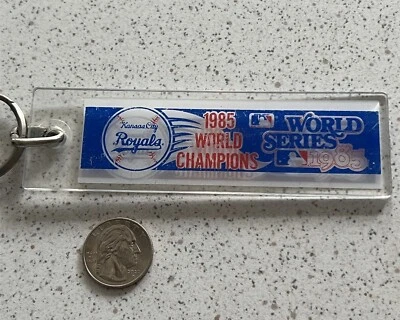 Kansas City
Royals
1985
WORLD
CHAMPIONS
WORLD
SERIES
1985